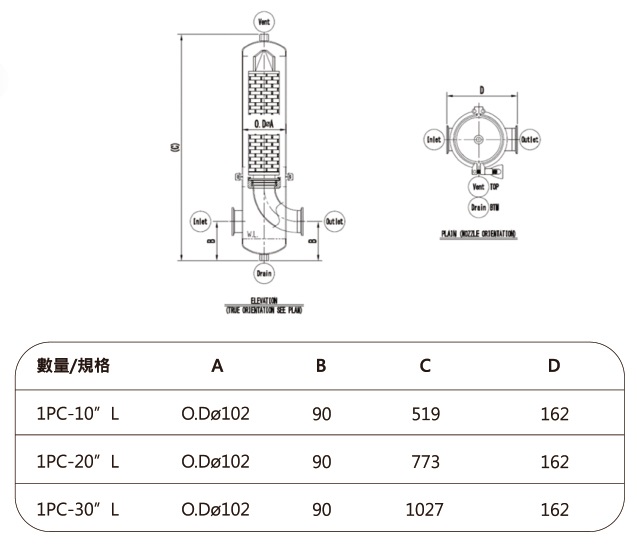 Vent
(C)
O.DøA
Inlet
Outlet
B
W.L.
B
Drain
ELEVATION
(TRUE ORIENTATION SEE PLAN)
D
Inlet
Outlet
Vent TOP
Drain BTM
PLAIN (NOZZLE ORIENTATION)
數量/規格 A B C D
1PC-10” L O.Dø102 90 519 162
1PC-20” L O.Dø102 90 773 162
1PC-30” L O.Dø102 90 1027 162